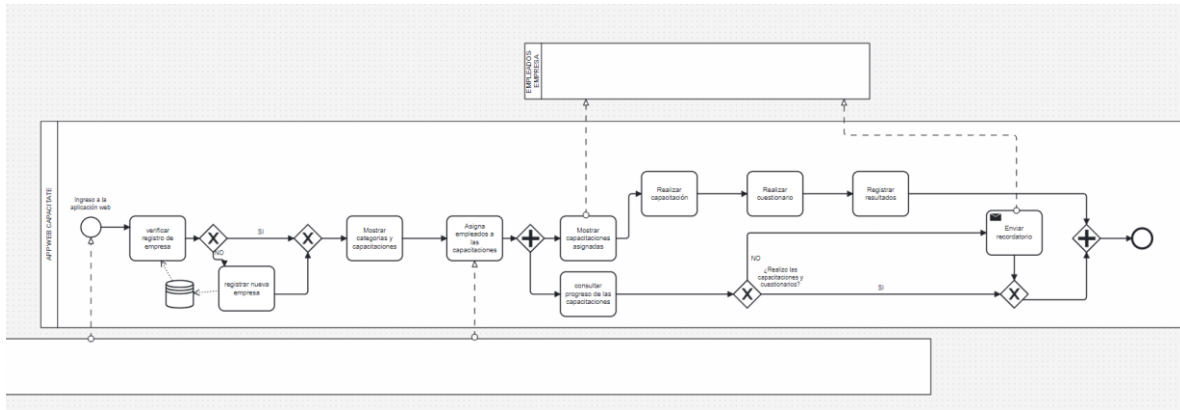 EMPLEADOS
EMPRESA
APP WEB CAPACITATE
Ingreso a la
aplicación web
verificar
registro de
empresa
SI
NO
registrar nueva
empresa
Mostrar
categorias y
capacitaciones
Asigna
empleados a
las
capacitaciones
Mostrar
capacitaciones
asignadas
Realizar
capacitación
Realizar
cuestionario
Registrar
resultados
consultar
progreso de las
capacitaciones
NO
¿Realizo las
capacitaciones y
cuestionarios?
SI
Enviar
recordatorio